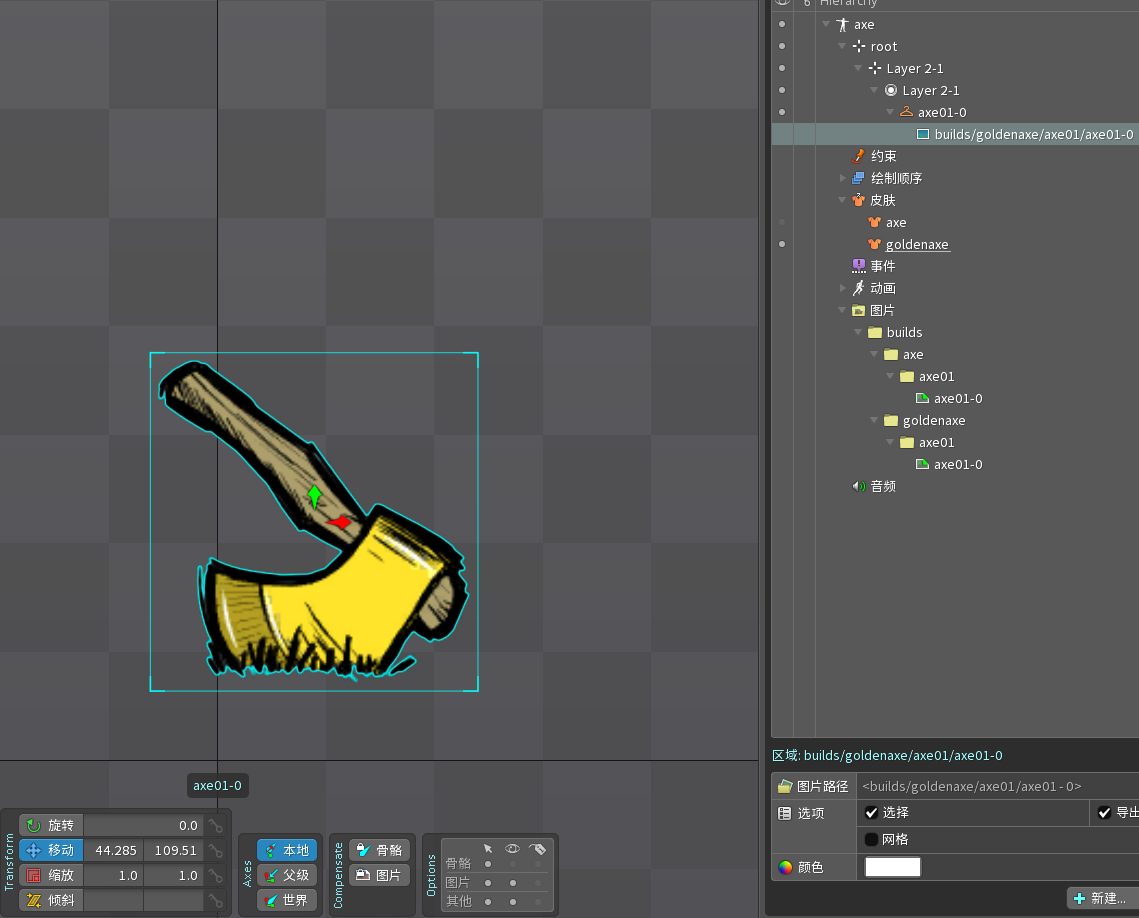 6 Hierarchy
axe
root
Layer 2-1
Layer 2-1
axe01-0
builds/goldenaxe/axe01/axe01-0
约束
绘制顺序
皮肤
axe
goldenaxe
事件
动画
图片
builds
axe
axe01
axe01-0
goldenaxe
axe01
axe01-0
音频
区域: builds/goldenaxe/axe01/axe01-0
图片路径 <builds/goldenaxe/axe01/axe01-0>
选项 选择 导出
网格
颜色
新建...
axe01-0
Transform
旋转 0.0
移动 44.285 109.51
缩放 1.0 1.0
倾斜
Axes
本地
父级
世界
Compensate
骨骼
图片
Options
骨骼
图片
其他